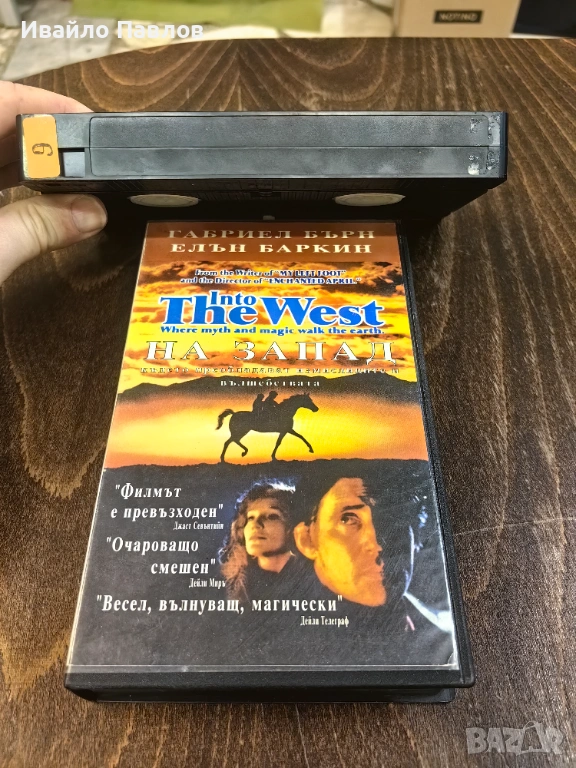 Ивайло Павлов
9
ГАБРИЕЛ БЪРН
ЕЛЪН БАРКИН
From the Writer of "MY LEFT FOOT"
and the Director of "ENCHANTED APRIL"
Into
The West
Where myth and magic walk the earth.
НА ЗАПАД
вълшебствата
"Филмът
е превъзходен"
Джаст Севънтийн
"Очароващо
смешен"
Дейли Миръ
"Весел, вълнуващ, магически"
Дейли Телеграф
BAZAR